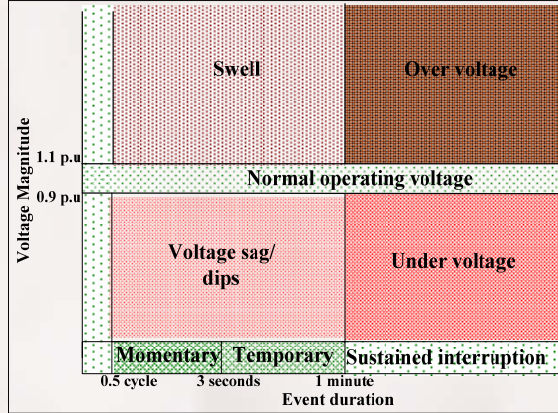 Swell
Over voltage
Voltage Magnitude
1.1 p.u
Normal operating voltage
0.9 p.u
Voltage sag/
dips
Under voltage
Momentary
Temporary
Sustained interruption
0.5 cycle
3 seconds
1 minute
Event duration